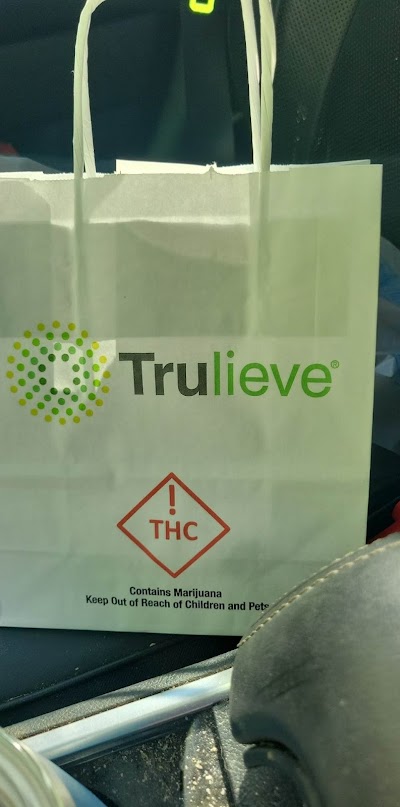 Trulieve®
!
THC
Contains Marijuana
Keep Out of Reach of Children and Pets